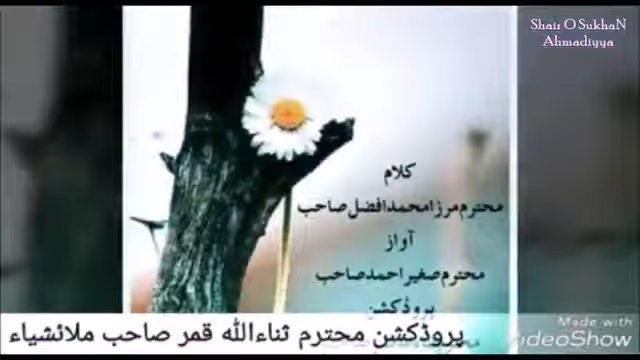 Shair O SukhaN
Ahmadiyya
کلام
محترم مرزا محمد افضل صاحب
آواز
محترم صغیر احمد صاحب
پروڈکشن
پروڈکشن محترم ثناءاللہ قمر صاحب ملائشیاء
Made with
VideoShow